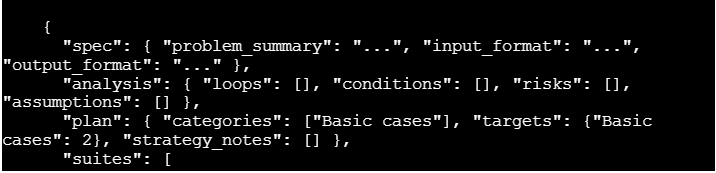 {
"spec": { "problem_summary": "...", "input_format": "...",
"output_format": "..." },
"analysis": { "loops": [], "conditions": [], "risks": [],
"assumptions": [] },
"plan": { "categories": ["Basic cases"], "targets": {"Basic
cases": 2}, "strategy_notes": [] },
"suites": [